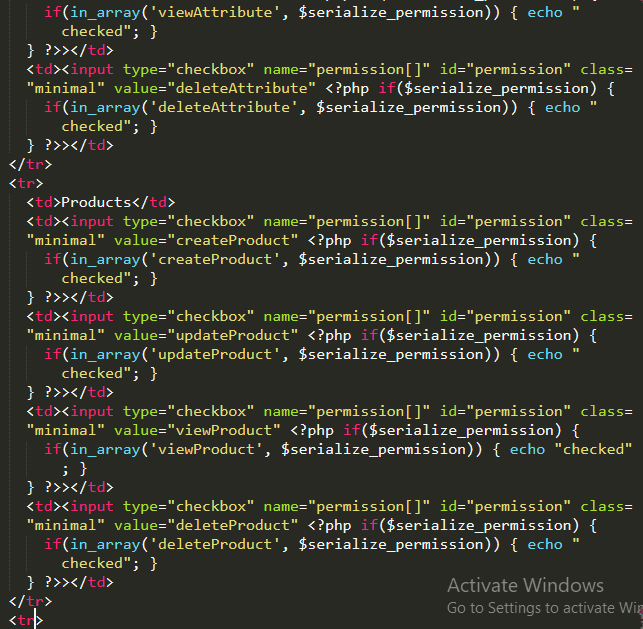 if(in_array('viewAttribute', $serialize_permission)) { echo "
checked"; }
} ?>></td>
<td><input type="checkbox" name="permission[]" id="permission" class=
"minimal" value="deleteAttribute" <?php if($serialize_permission) {
if(in_array('deleteAttribute', $serialize_permission)) { echo "
checked"; }
} ?>></td>
</tr>
<tr>
<td>Products</td>
<td><input type="checkbox" name="permission[]" id="permission" class=
"minimal" value="createProduct" <?php if($serialize_permission) {
if(in_array('createProduct', $serialize_permission)) { echo "
checked"; }
} ?>></td>
<td><input type="checkbox" name="permission[]" id="permission" class=
"minimal" value="updateProduct" <?php if($serialize_permission) {
if(in_array('updateProduct', $serialize_permission)) { echo "
checked"; }
} ?>></td>
<td><input type="checkbox" name="permission[]" id="permission" class=
"minimal" value="viewProduct" <?php if($serialize_permission) {
if(in_array('viewProduct', $serialize_permission)) { echo "checked"
; }
} ?>></td>
<td><input type="checkbox" name="permission[]" id="permission" class=
"minimal" value="deleteProduct" <?php if($serialize_permission) {
if(in_array('deleteProduct', $serialize_permission)) { echo "
checked"; }
} ?>></td>
</tr>
<tr>
Activate Windows
Go to Settings to activate